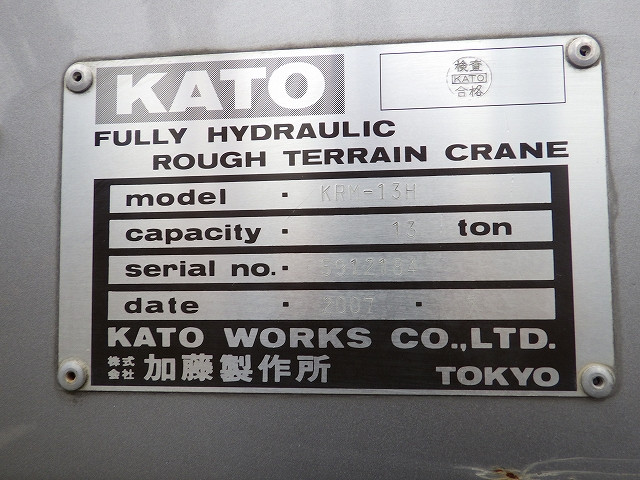 KATO
検査
KATO
合格
FULLY HYDRAULIC
ROUGH TERRAIN CRANE
model · KRM-13H
capacity · 13 ton
serial no. ·
date · 2007 ·
KATO WORKS CO.,LTD.
株式会社 加藤製作所 TOKYO